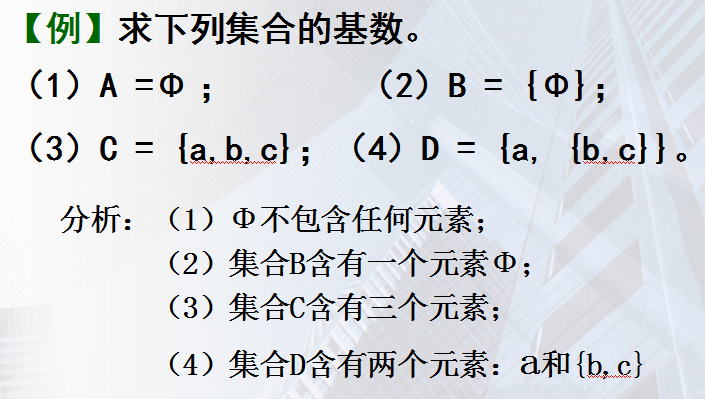 【例】求下列集合的基数。
（1）A =Φ ； （2）B = {Φ}；
（3）C = {a,b,c}；（4）D = {a, {b,c}}。
分析：（1）Φ不包含任何元素；
（2）集合B含有一个元素Φ；
（3）集合C含有三个元素；
（4）集合D含有两个元素：a和{b,c}